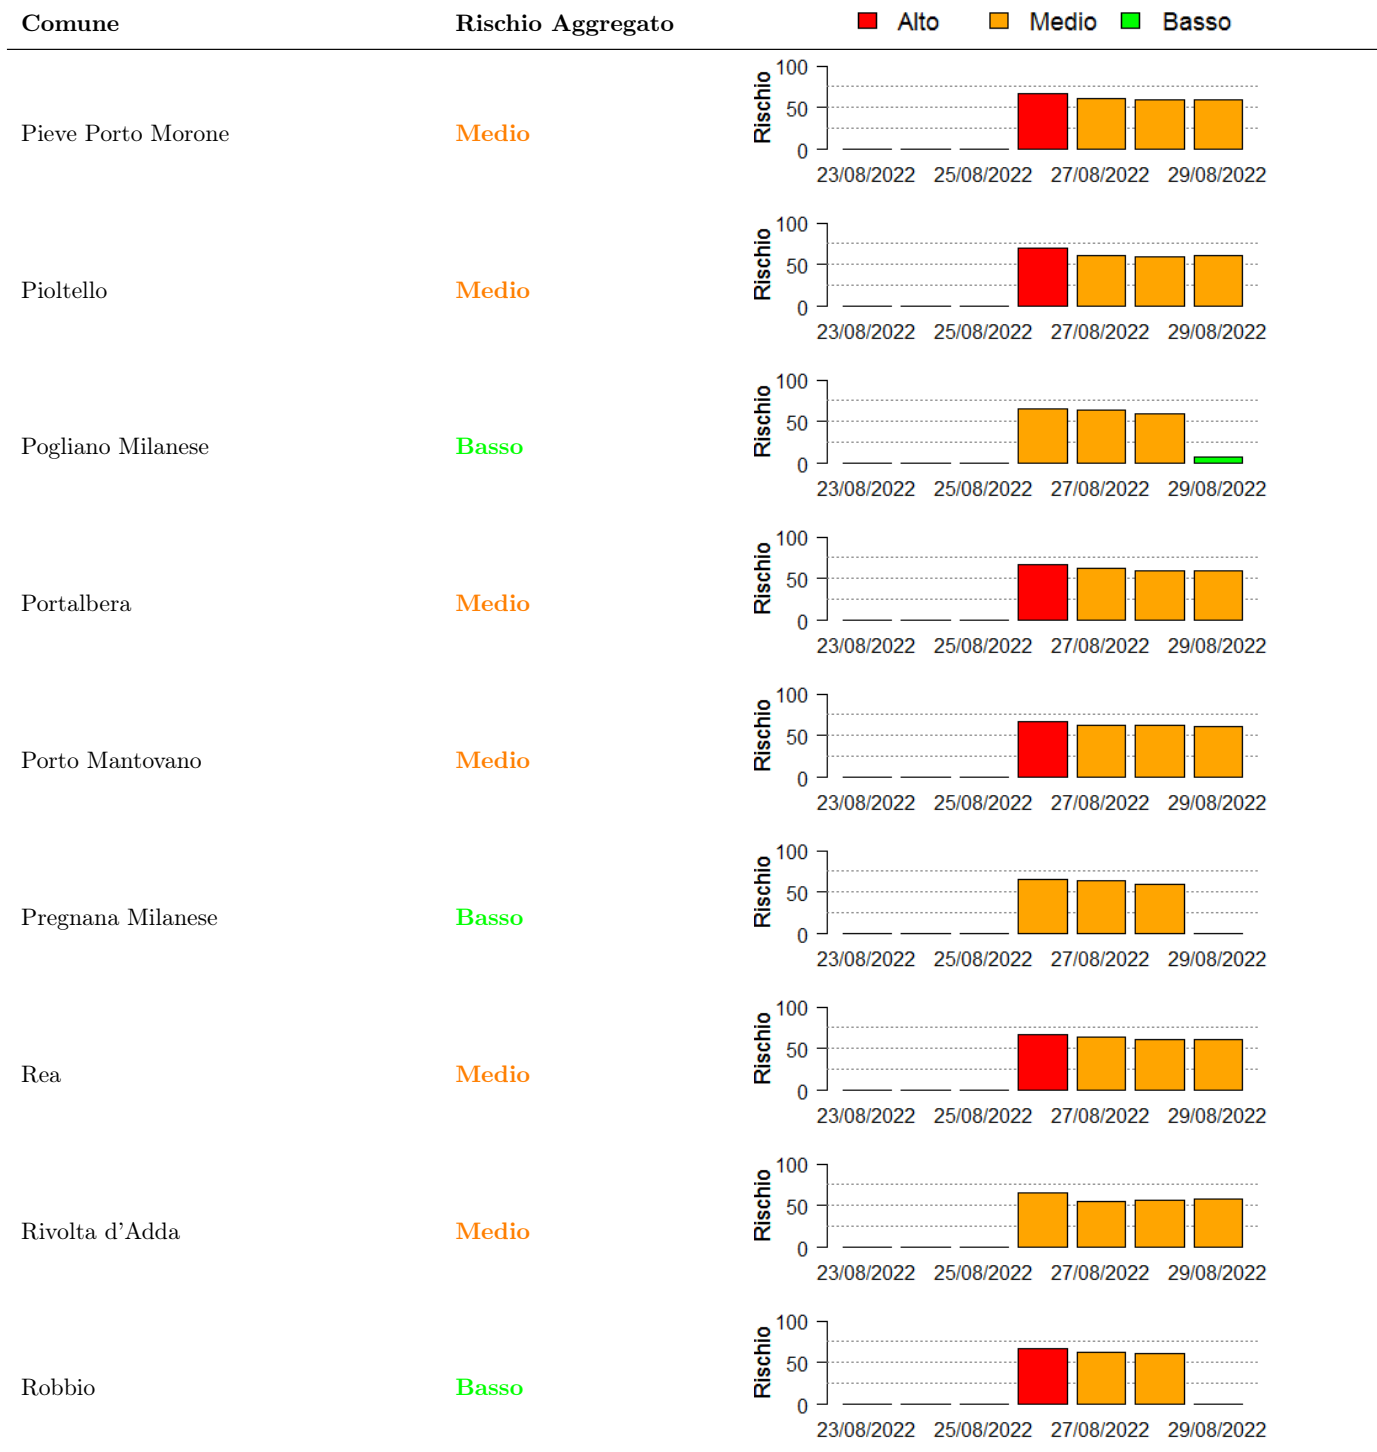 Comune Rischio Aggregato Alto Medio Basso
Pieve Porto Morone Medio
Rischio
100
50
0
23/08/2022 25/08/2022 27/08/2022 29/08/2022
Pioltello Medio
Rischio
100
50
0
23/08/2022 25/08/2022 27/08/2022 29/08/2022
Pogliano Milanese Basso
Rischio
100
50
0
23/08/2022 25/08/2022 27/08/2022 29/08/2022
Portalbera Medio
Rischio
100
50
0
23/08/2022 25/08/2022 27/08/2022 29/08/2022
Porto Mantovano Medio
Rischio
100
50
0
23/08/2022 25/08/2022 27/08/2022 29/08/2022
Pregnana Milanese Basso
Rischio
100
50
0
23/08/2022 25/08/2022 27/08/2022 29/08/2022
Rea Medio
Rischio
100
50
0
23/08/2022 25/08/2022 27/08/2022 29/08/2022
Rivolta d'Adda Medio
Rischio
100
50
0
23/08/2022 25/08/2022 27/08/2022 29/08/2022
Robbio Basso
Rischio
100
50
0
23/08/2022 25/08/2022 27/08/2022 29/08/2022